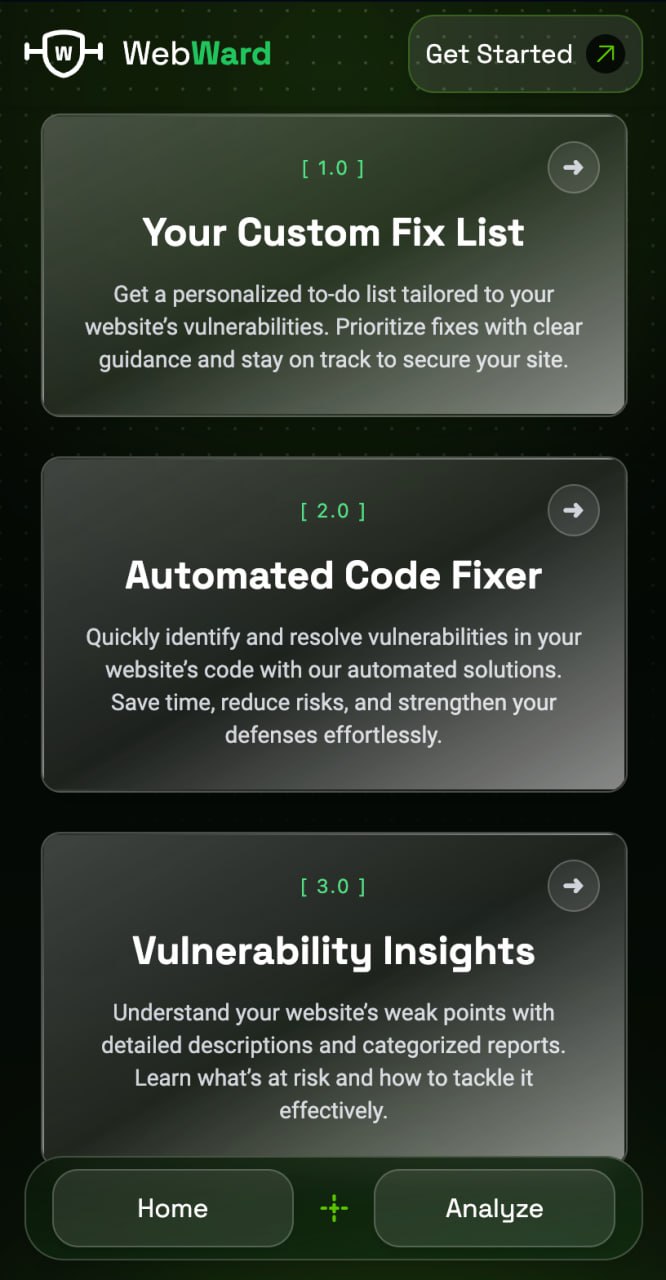 W WebWard
Get Started
[ 1.0 ]
Your Custom Fix List
Get a personalized to-do list tailored to your
website’s vulnerabilities. Prioritize fixes with clear
guidance and stay on track to secure your site.
[ 2.0 ]
Automated Code Fixer
Quickly identify and resolve vulnerabilities in your
website’s code with our automated solutions.
Save time, reduce risks, and strengthen your
defenses effortlessly.
[ 3.0 ]
Vulnerability Insights
Understand your website’s weak points with
detailed descriptions and categorized reports.
Learn what’s at risk and how to tackle it
effectively.
Home
Analyze